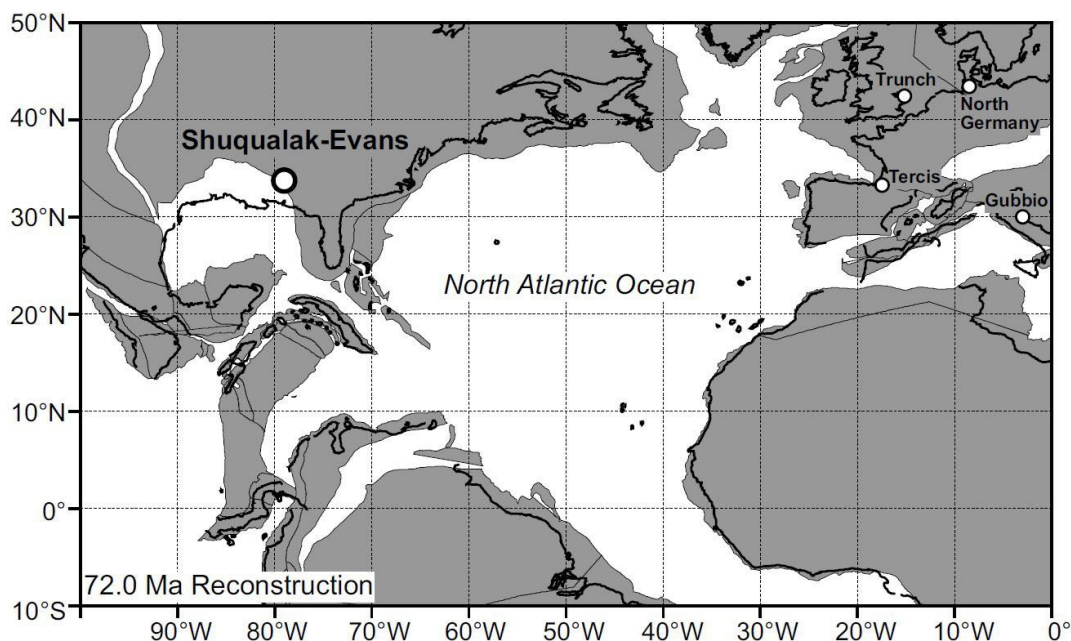 50°N
40°N
30°N
20°N
10°N
0°
10°S
Trunch
North
Germany
Shuqualak-Evans
Tercis
Gubbio
North Atlantic Ocean
72.0 Ma Reconstruction
90°W 80°W 70°W 60°W 50°W 40°W 30°W 20°W 10°W 0°